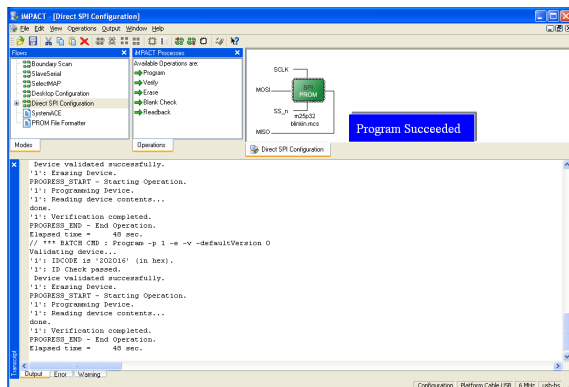 iMPACT - [Direct SPI Configuration]
File Edit View Operations Output Window Help
Flows
iMPACT Processes
Boundary Scan
SlaveSerial
SelectMAP
Desktop Configuration
Direct SPI Configuration
SystemACE
PROM File Formatter
Available Operations are:
Program
Verify
Erase
Blank Check
Readback
Modes
Operations
SCLK
MOSI
SPI
PROM
SS_n
m25p32
blinkin.mcs
MISO
Program Succeeded
Direct SPI Configuration
Device validated successfully.
'1': Erasing Device.
PROGRESS_START - Starting Operation.
'1': Programming Device.
'1': Reading device contents...
done.
'1': Verification completed.
PROGRESS_END - End Operation.
Elapsed time = 48 sec.
// *** BATCH CMD : Program -p 1 -e -v -defaultVersion 0
Validating device...
'1': IDCODE is '202016' (in hex).
'1': ID Check passed.
Device validated successfully.
'1': Erasing Device.
PROGRESS_START - Starting Operation.
'1': Programming Device.
'1': Reading device contents...
done.
'1': Verification completed.
PROGRESS_END - End Operation.
Elapsed time = 48 sec.
Transcript
Output Error Warning
Configuration Platform Cable USB 6 MHz usb-hs